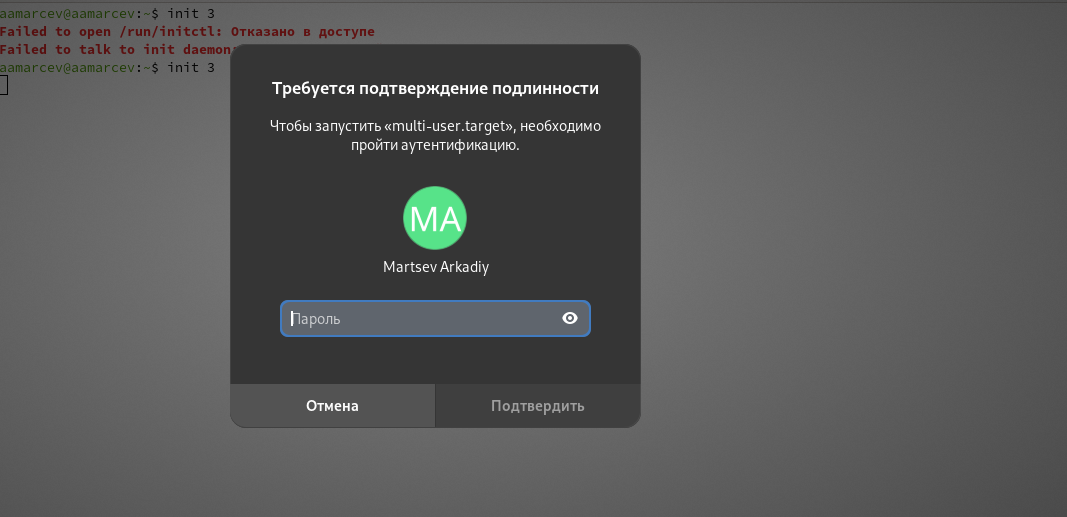 aamarcev@aamarcev:~$ init 3
Failed to open /run/initctl: Отказано в доступе
Failed to talk to init daemon.
aamarcev@aamarcev:~$ init 3
Требуется подтверждение подлинности
Чтобы запустить «multi-user.target», необходимо
пройти аутентификацию.
MA
Martsev Arkadiy
Пароль
Отмена
Подтвердить